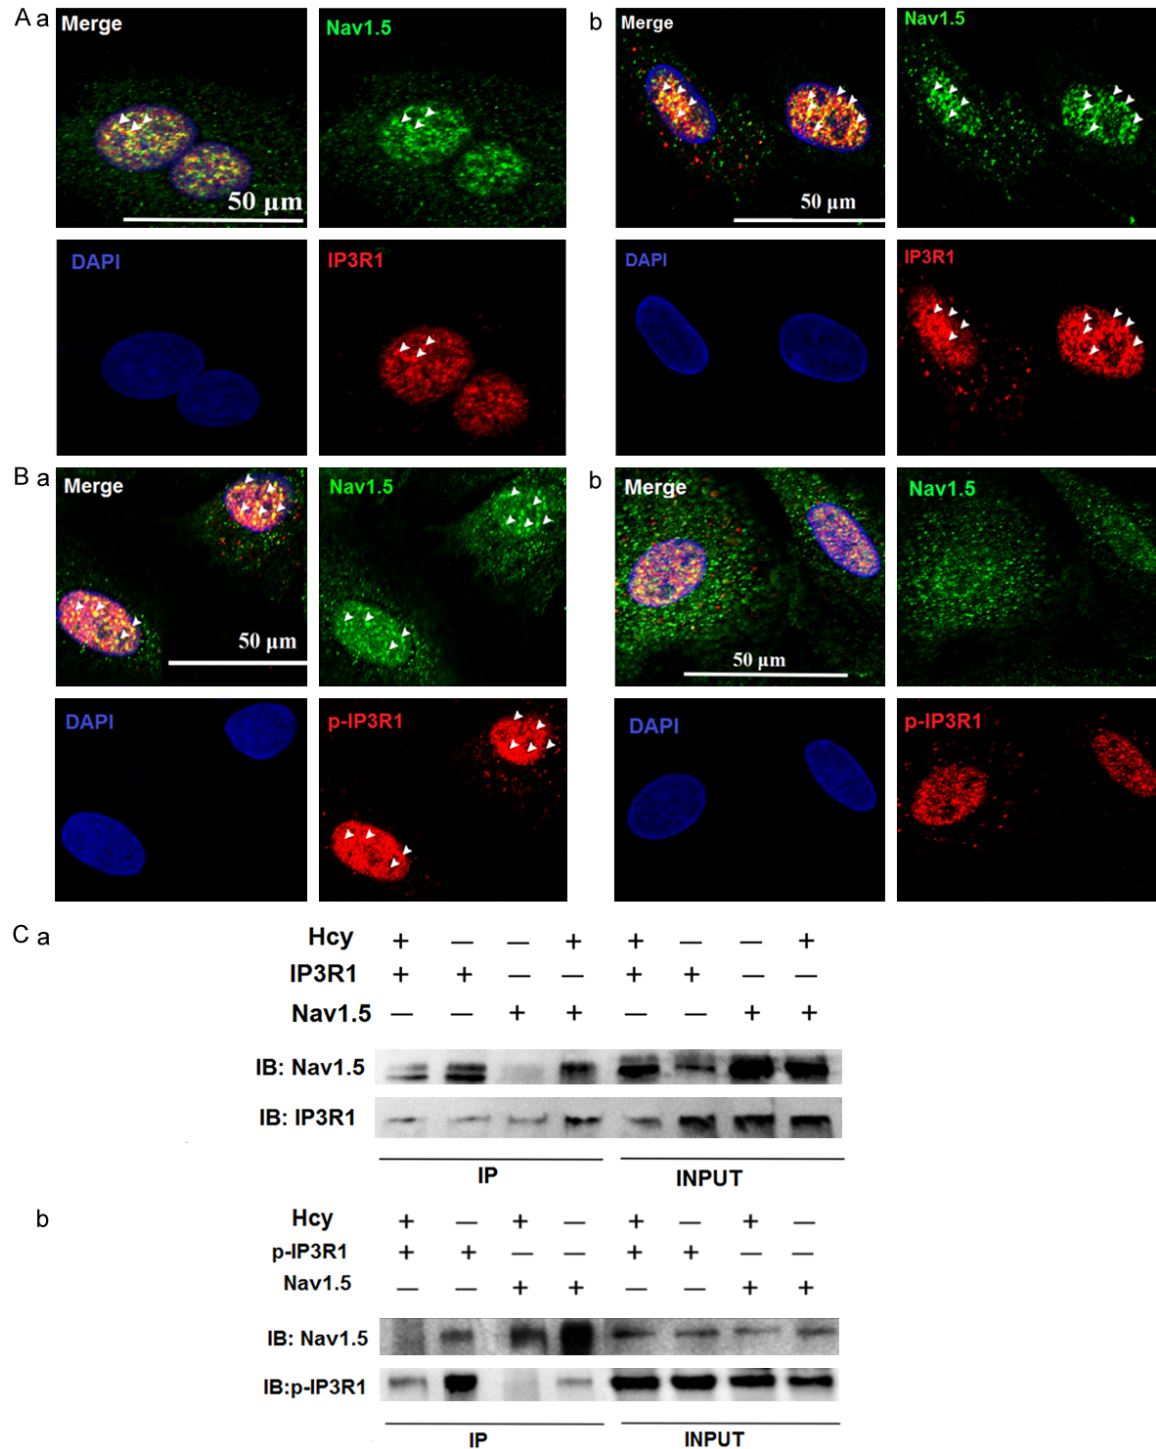 A a
Merge
Nav1.5
b
Merge
Nav1.5
50 µm
50 µm
DAPI
IP3R1
DAPI
IP3R1
B a
Merge
Nav1.5
b
Merge
Nav1.5
50 µm
50 µm
DAPI
p-IP3R1
DAPI
p-IP3R1
C a
Hcy + — — + + — — +
IP3R1 + + — — + + — —
Nav1.5 — — + + — — + +
IB: Nav1.5
IB: IP3R1
IP INPUT
b
Hcy + — + — + — + —
p-IP3R1 + + — — + + — —
Nav1.5 — — + + — — + +
IB: Nav1.5
IB:p-IP3R1
IP INPUT